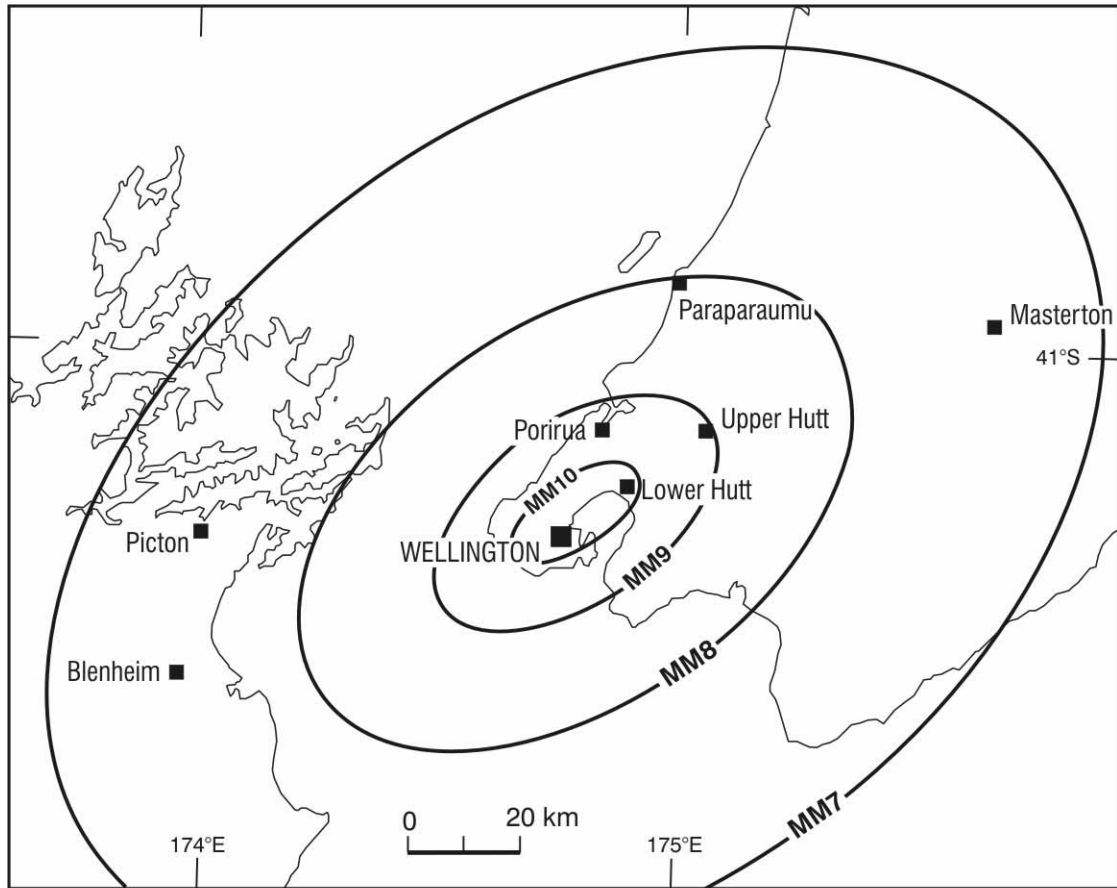 Paraparaumu
Masterton
41°S
Porirua
Upper Hutt
MM10
Lower Hutt
Picton
WELLINGTON
MM9
MM8
Blenheim
MM7
0
20 km
174°E
175°E